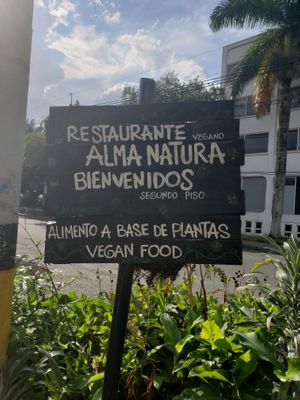 RESTAURANTE VEGANO
ALMA NATURA
BIENVENIDOS
SEGUNDO PISO
ALIMENTO A BASE DE PLANTAS
VEGAN FOOD